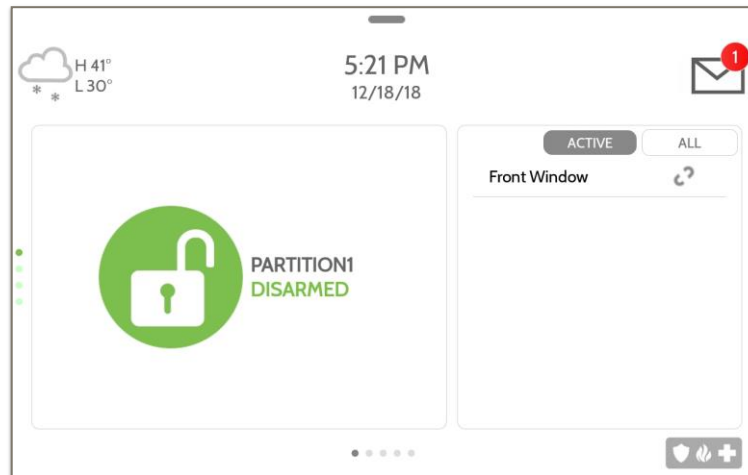 H 41°
L 30°
5:21 PM
12/18/18
1
PARTITION1
DISARMED
ACTIVE
ALL
Front Window